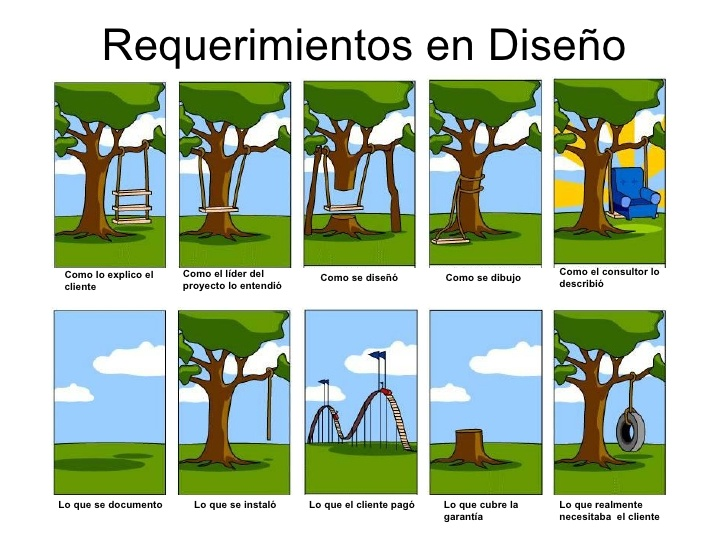 Requerimientos en Diseño
Como lo explico el
cliente
Como el líder del
proyecto lo entendió
Como se diseñó
Como se dibujo
Como el consultor lo
describió
Lo que se documento
Lo que se instaló
Lo que el cliente pagó
Lo que cubre la
garantía
Lo que realmente
necesitaba  el cliente